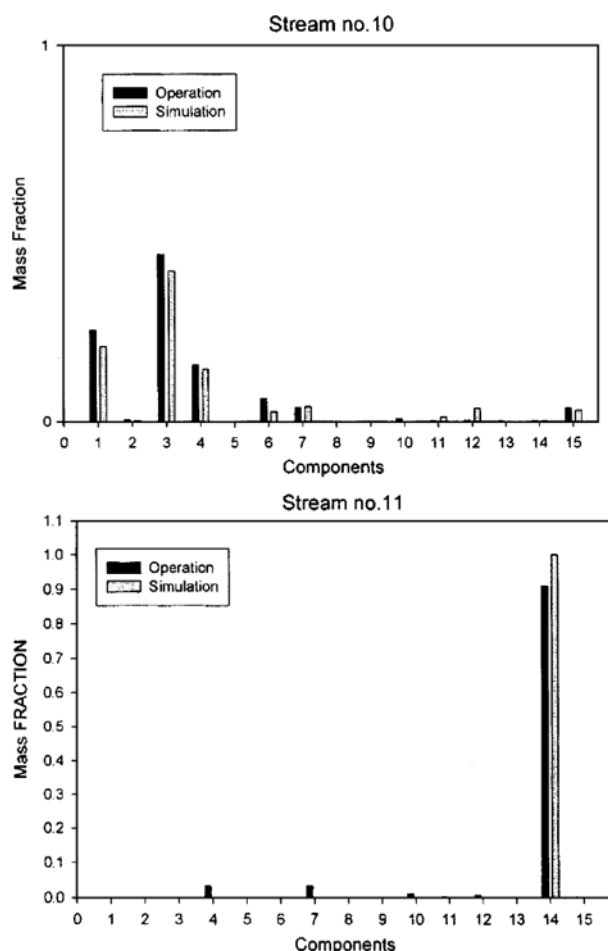 Stream no.10
1
Operation
Simulation
Mass Fraction
0
0 1 2 3 4 5 6 7 8 9 10 11 12 13 14 15
Components
Stream no.11
1.1
1.0
0.9
0.8
0.7
0.6
0.5
0.4
0.3
0.2
0.1
0.0
Operation
Simulation
Mass FRACTION
0 1 2 3 4 5 6 7 8 9 10 11 12 13 14 15
Components